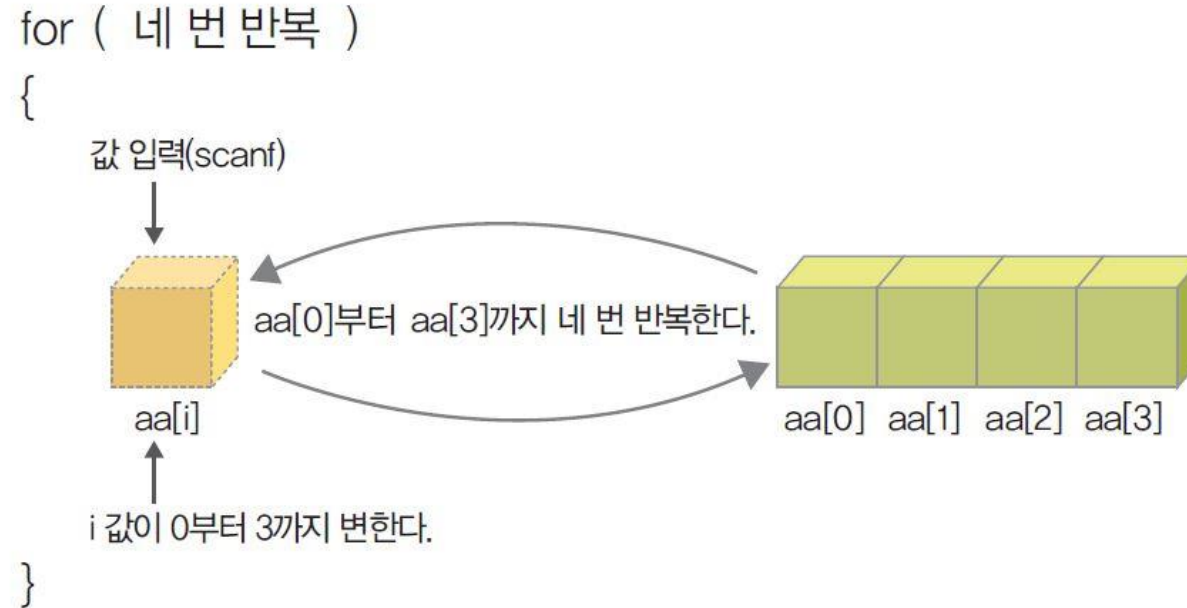 for ( 네 번 반복 )
{
값 입력(scanf)
aa[0]부터 aa[3]까지 네 번 반복한다.
aa[i]
aa[0] aa[1] aa[2] aa[3]
i 값이 0부터 3까지 변한다.
}